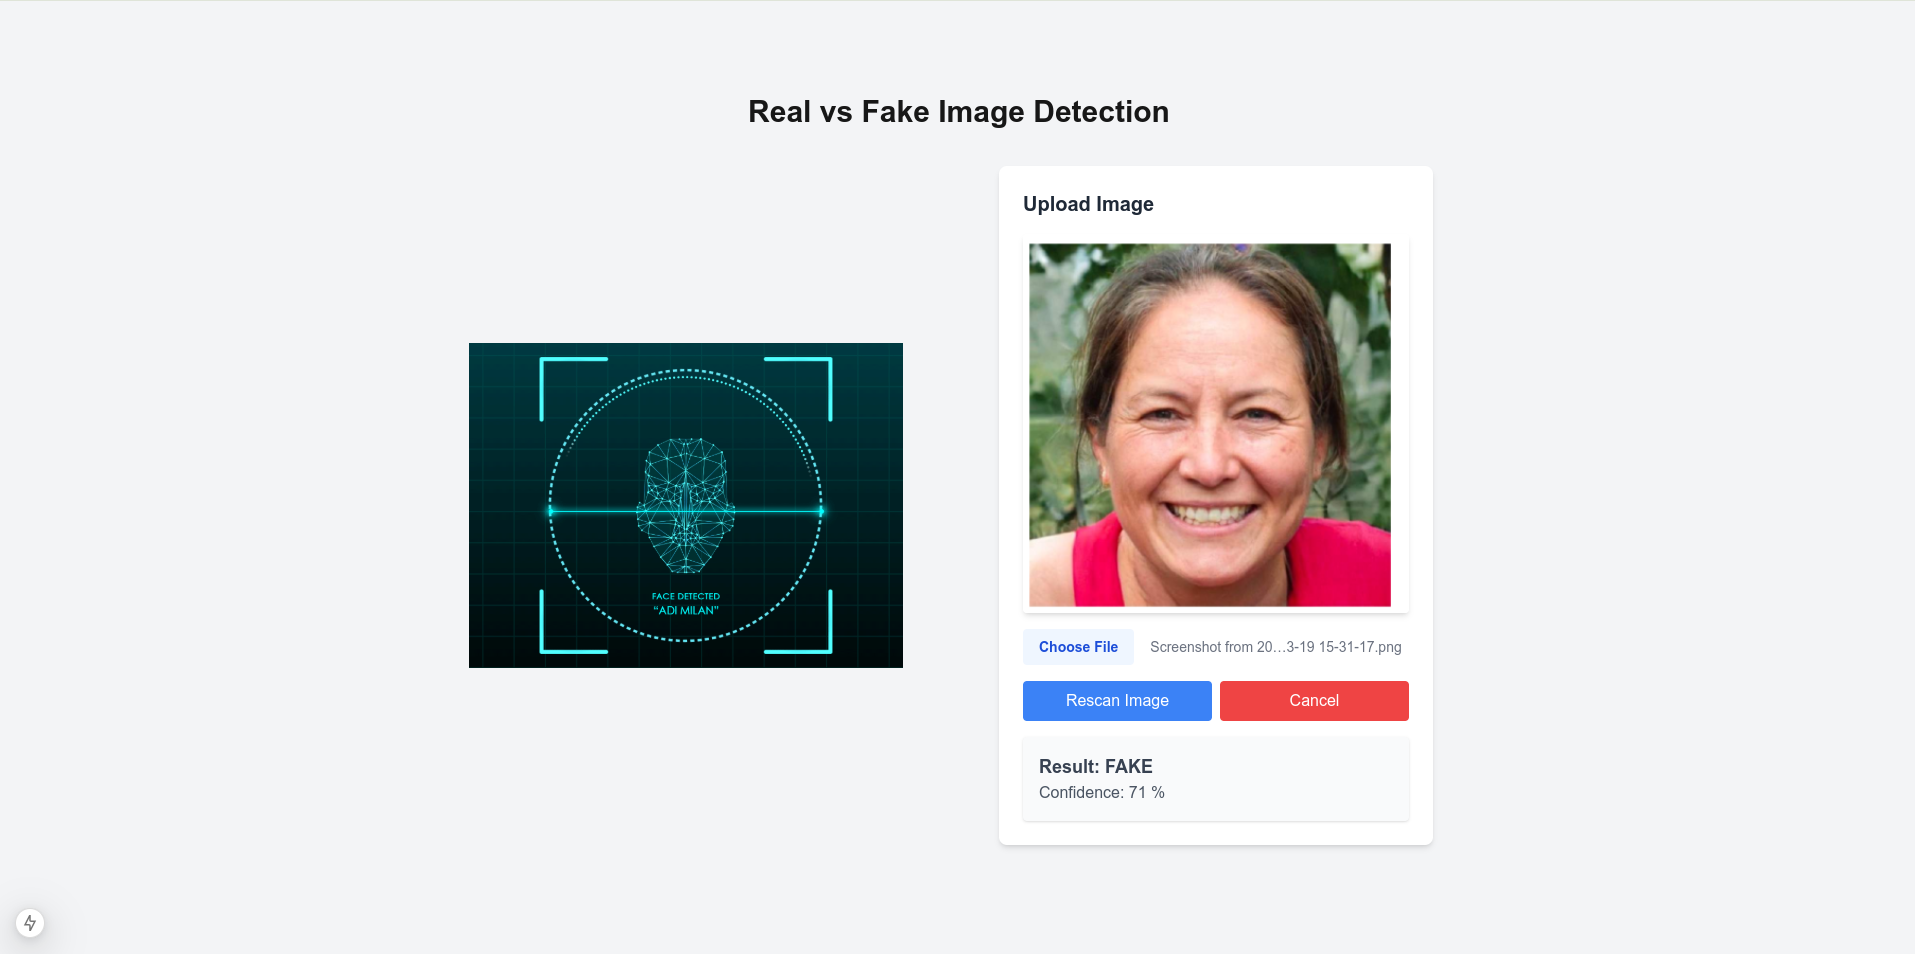 Real vs Fake Image Detection
Upload Image
FACE DETECTED
“ADI MILAN”
Choose File
Screenshot from 20…3-19 15-31-17.png
Rescan Image
Cancel
Result: FAKE
Confidence: 71 %